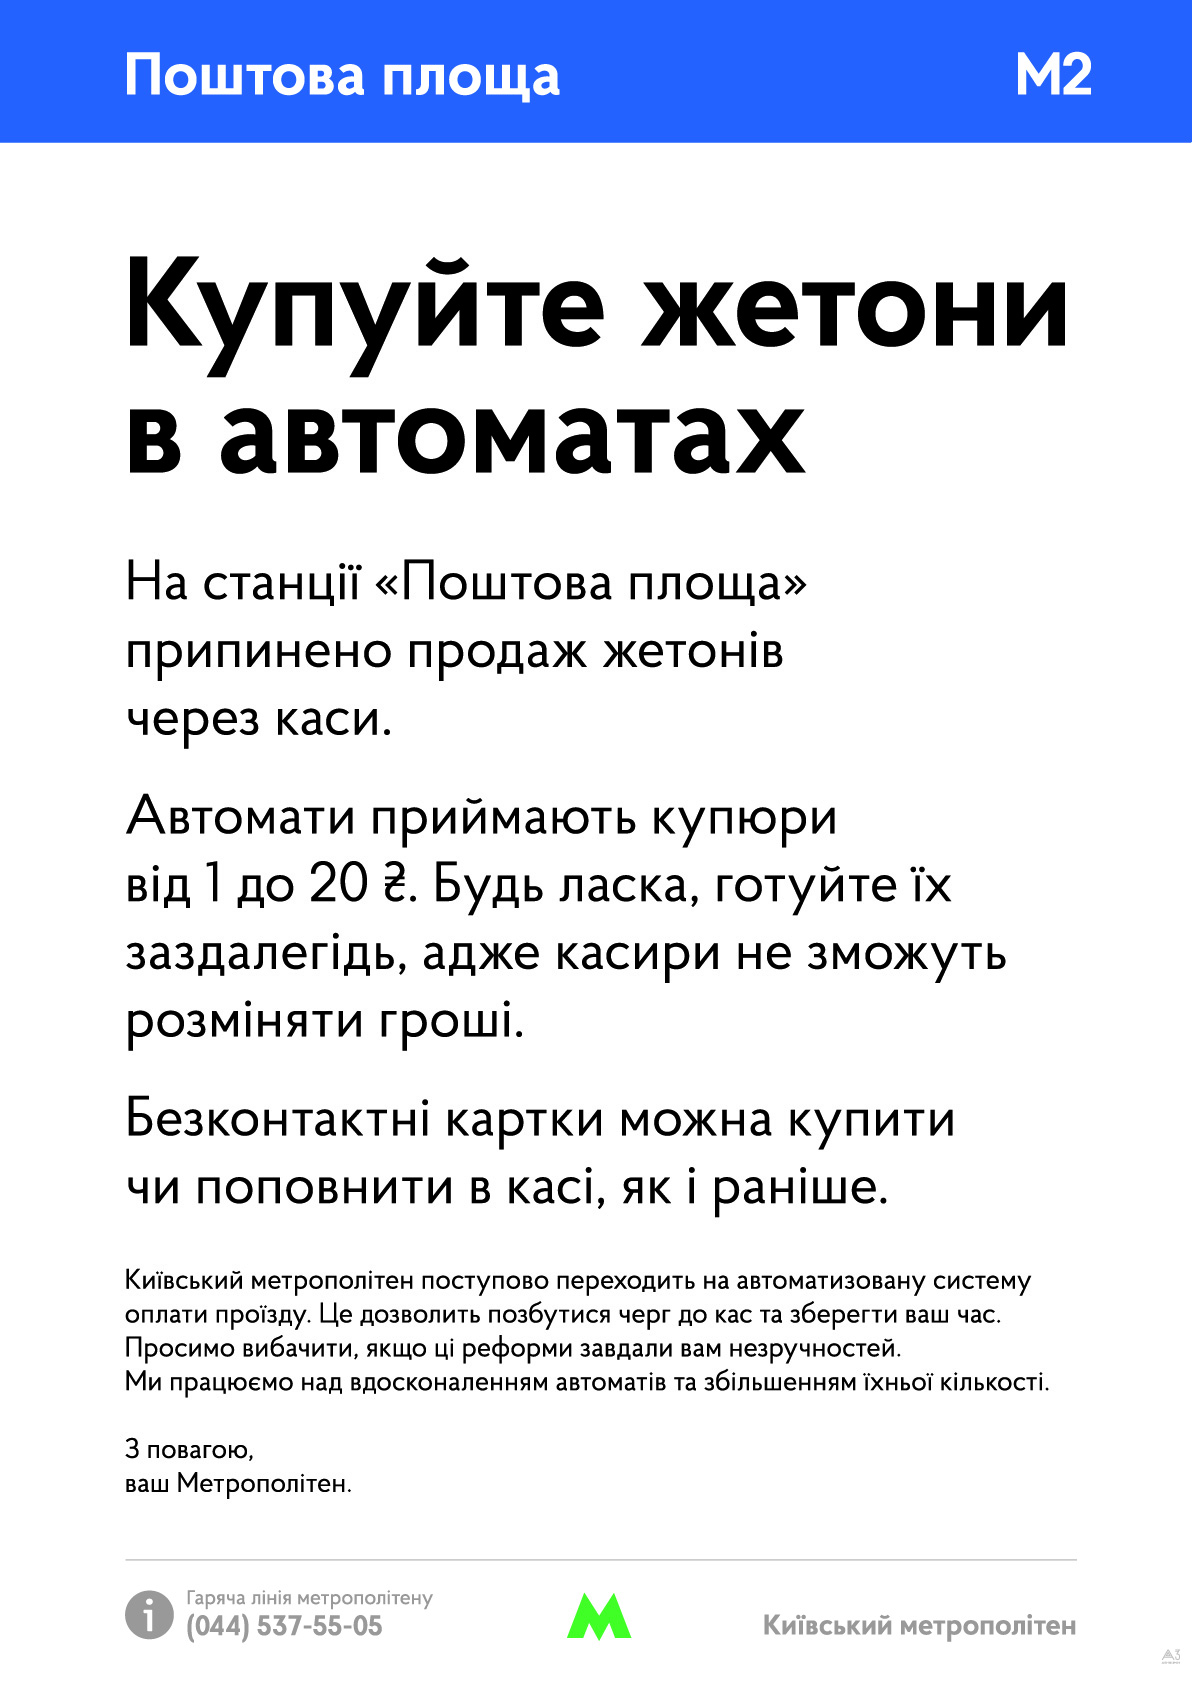 Поштова площа
М2
Купуйте жетони
в автоматах
На станції «Поштова площа»
припинено продаж жетонів
через каси.
Автомати приймають купюри
від 1 до 20 ₴. Будь ласка, готуйте їх
заздалегідь, адже касири не зможуть
розміняти гроші.
Безконтактні картки можна купити
чи поповнити в касі, як і раніше.
Київський метрополітен поступово переходить на автоматизовану систему
оплати проїзду. Це дозволить позбутися черг до кас та зберегти ваш час.
Просимо вибачити, якщо ці реформи завдали вам незручностей.
Ми працюємо над вдосконаленням автоматів та збільшенням їхньої кількості.
З повагою,
ваш Метрополітен.
Гаряча лінія метрополітену
(044) 537-55-05
Київський метрополітен
А3